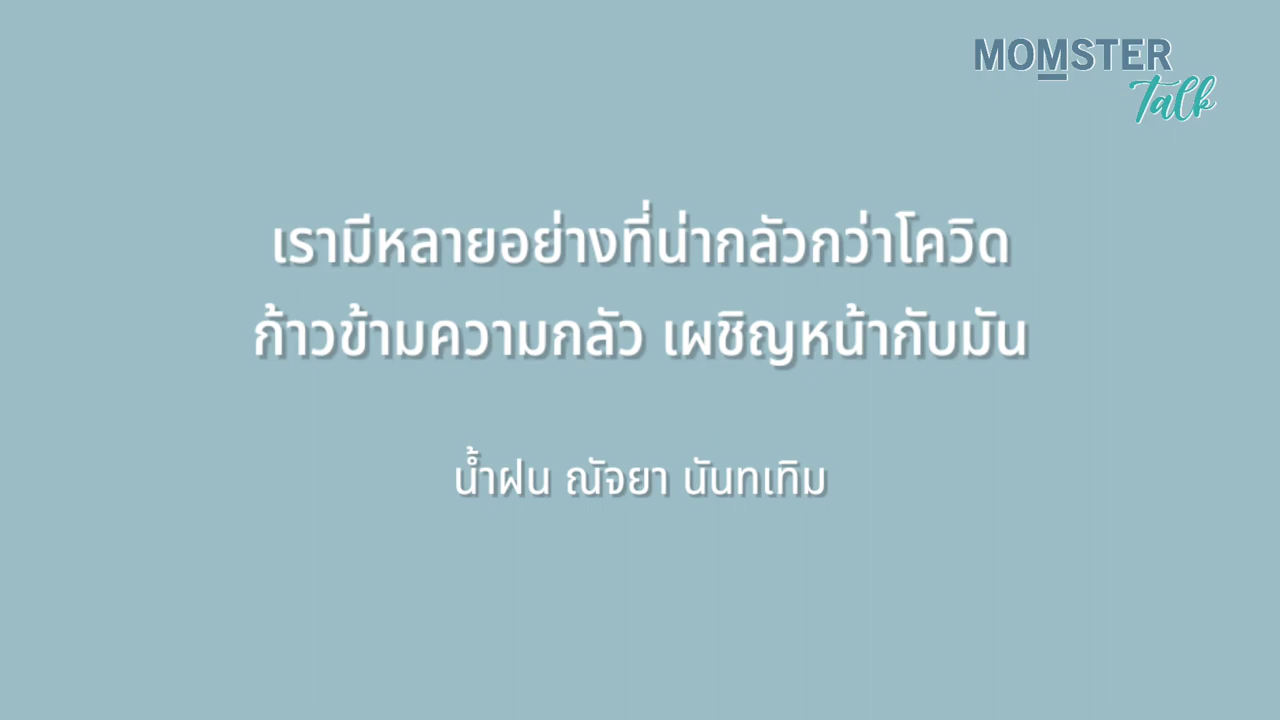 MOMSTER
Talk
เรามีหลายอย่างที่น่ากลัวกว่าโควิด
ก้าวข้ามความกลัว เผชิญหน้ากับมัน
น้ำฝน ณัจยา นันทเทิม